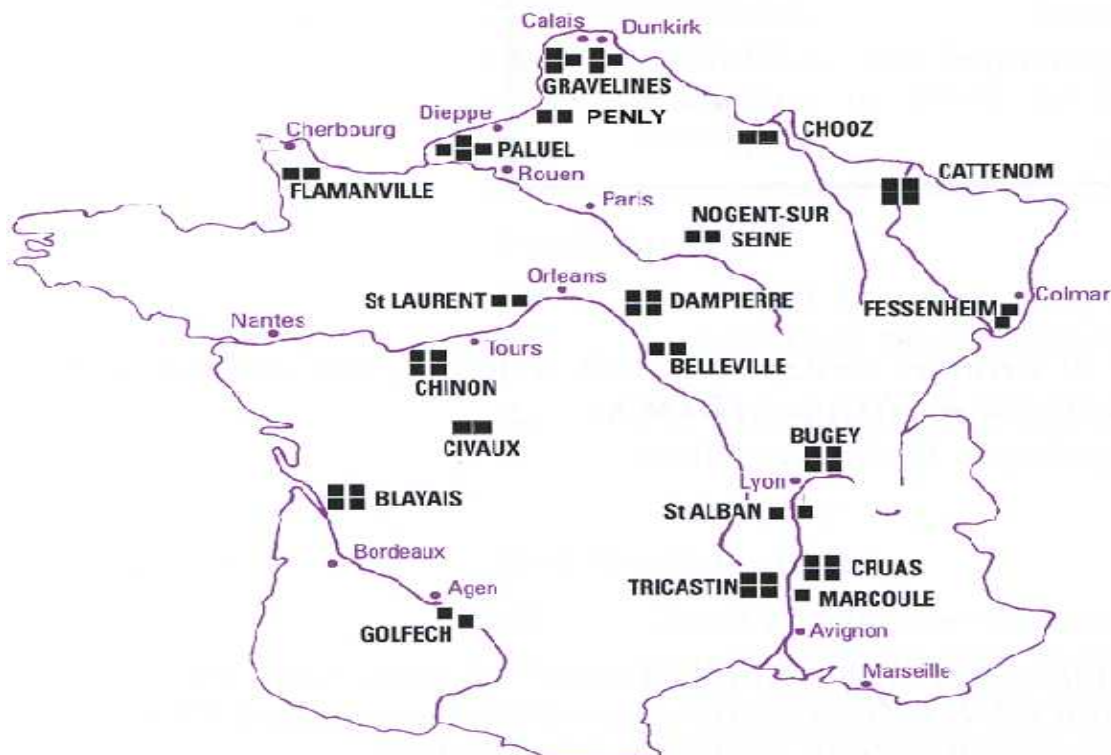 Calais
Dunkirk
GRAVELINES
Dieppe
PENLY
CHOOZ
Cherbourg
PALUEL
CATTENOM
FLAMANVILLE
Rouen
Paris
NOGENT-SUR
SEINE
Orleans
St LAURENT
DAMPIERRE
FESSENHEIM
Colmar
Nantes
Tours
BELLEVILLE
CHINON
CIVAUX
BUGEY
Lyon
BLAYAIS
St ALBAN
Bordeaux
CRUAS
TRICASTIN
Agen
MARCOULE
GOLFECH
Avignon
Marseille